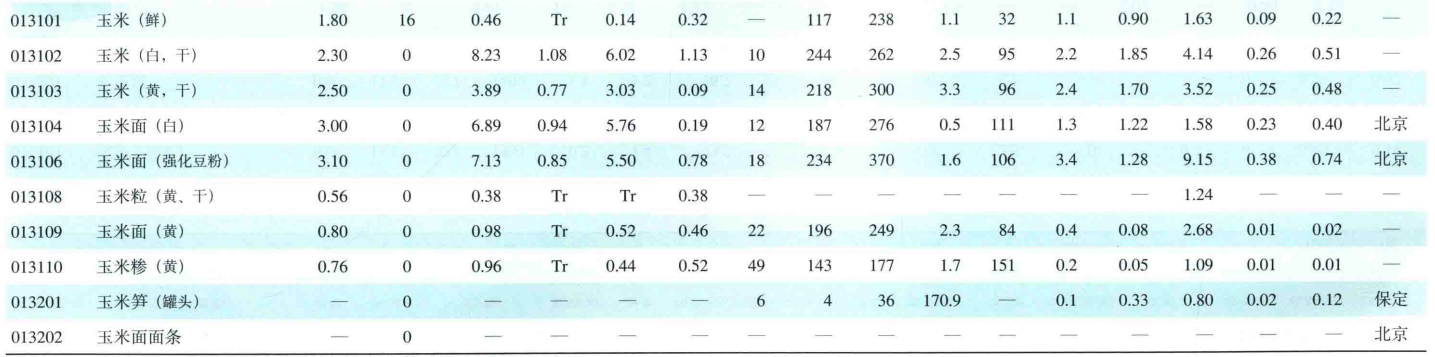 013101 玉米（鲜） 1.80 16 0.46 Tr 0.14 0.32 — 117 238 1.1 32 1.1 0.90 1.63 0.09 0.22 —
013102 玉米（白，干） 2.30 0 8.23 1.08 6.02 1.13 10 244 262 2.5 95 2.2 1.85 4.14 0.26 0.51 —
013103 玉米（黄，干） 2.50 0 3.89 0.77 3.03 0.09 14 218 300 3.3 96 2.4 1.70 3.52 0.25 0.48 —
013104 玉米面（白） 3.00 0 6.89 0.94 5.76 0.19 12 187 276 0.5 111 1.3 1.22 1.58 0.23 0.40 北京
013106 玉米面（强化豆粉） 3.10 0 7.13 0.85 5.50 0.78 18 234 370 1.6 106 3.4 1.28 9.15 0.38 0.74 北京
013108 玉米粒（黄、干） 0.56 0 0.38 Tr Tr 0.38 — — — — — — — 1.24 — — —
013109 玉米面（黄） 0.80 0 0.98 Tr 0.52 0.46 22 196 249 2.3 84 0.4 0.08 2.68 0.01 0.02 —
013110 玉米糁（黄） 0.76 0 0.96 Tr 0.44 0.52 49 143 177 1.7 151 0.2 0.05 1.09 0.01 0.01 —
013201 玉米笋（罐头） — 0 — — — — 6 4 36 170.9 — 0.1 0.33 0.80 0.02 0.12 保定
013202 玉米面面条 — 0 — — — — — — — — — — — — — — 北京